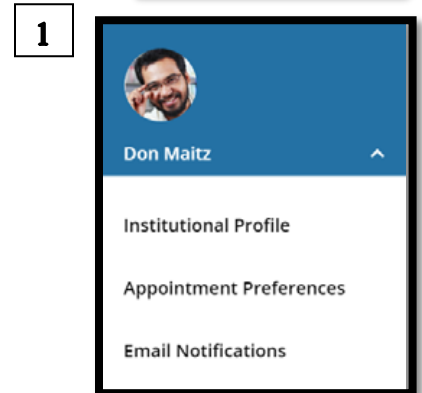 1
Don Maitz
Institutional Profile
Appointment Preferences
Email Notifications